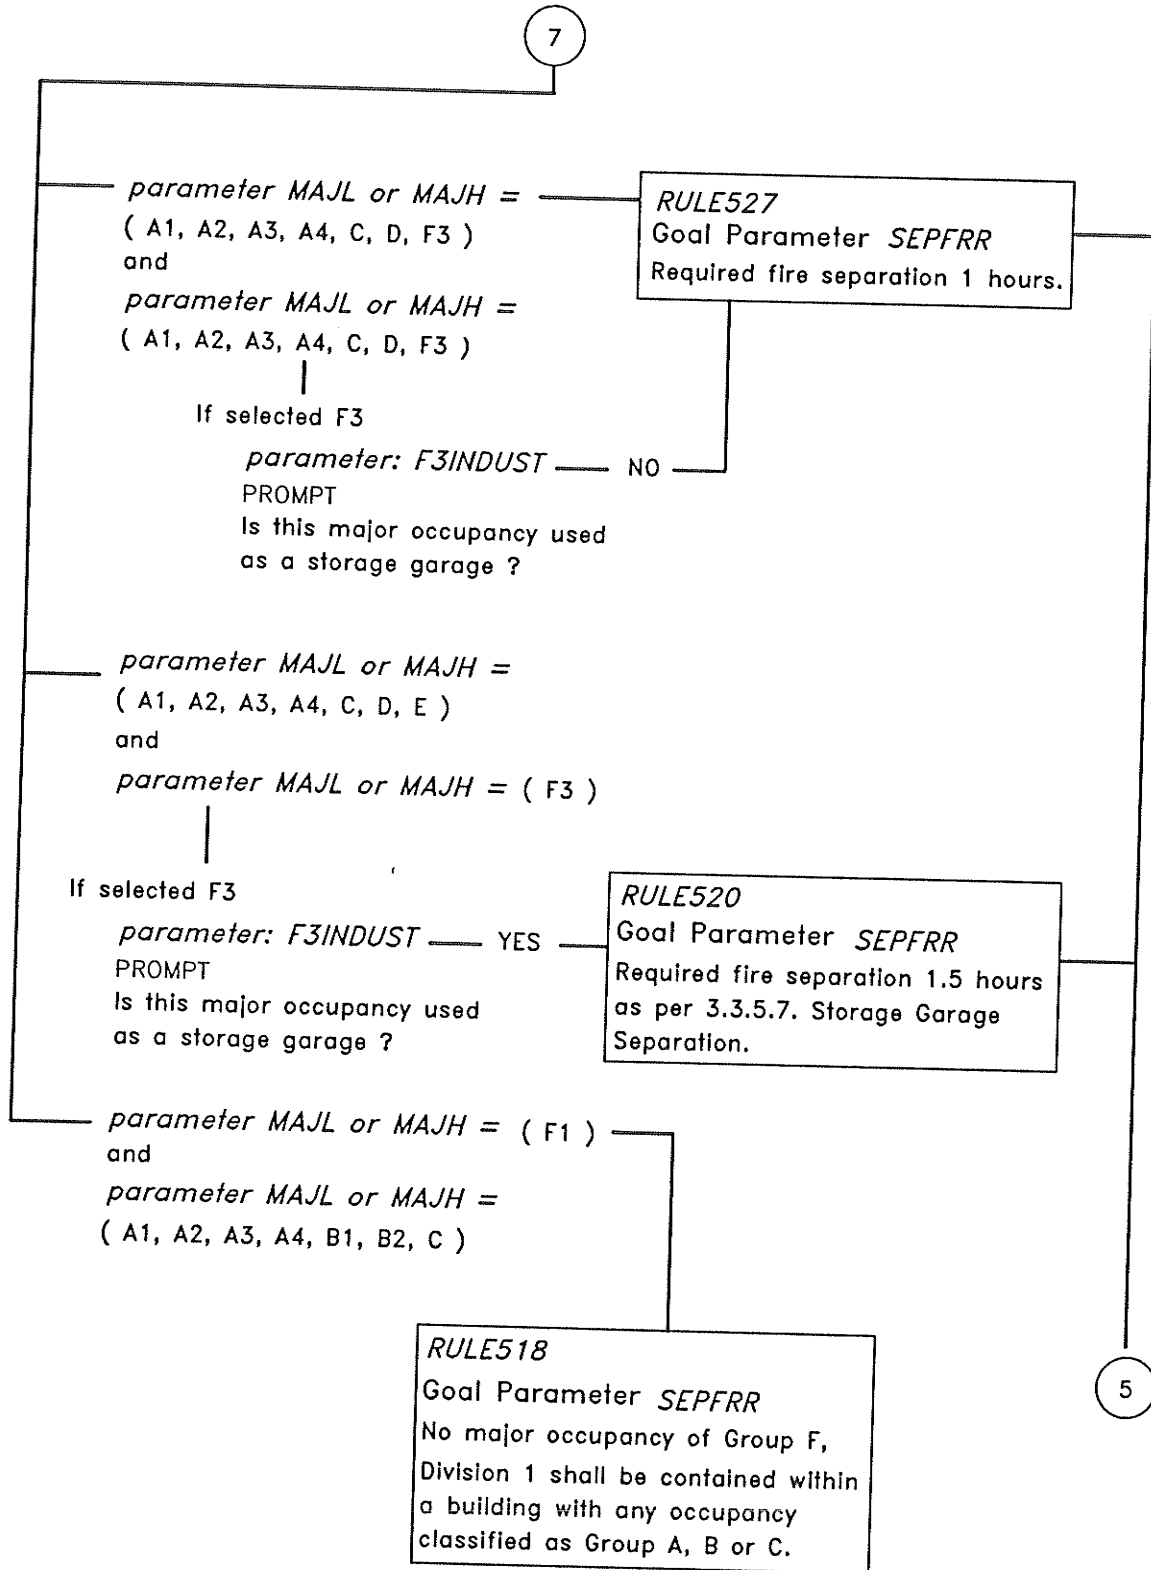 7
parameter MAJL or MAJH =
( A1, A2, A3, A4, C, D, F3 )
and
parameter MAJL or MAJH =
( A1, A2, A3, A4, C, D, F3 )
If selected F3
parameter: F3INDUST NO
PROMPT
Is this major occupancy used
as a storage garage ?
RULE527
Goal Parameter SEPFRR
Required fire separation 1 hours.
parameter MAJL or MAJH =
( A1, A2, A3, A4, C, D, E )
and
parameter MAJL or MAJH = ( F3 )
If selected F3
parameter: F3INDUST YES
PROMPT
Is this major occupancy used
as a storage garage ?
RULE520
Goal Parameter SEPFRR
Required fire separation 1.5 hours
as per 3.3.5.7. Storage Garage
Separation.
parameter MAJL or MAJH = ( F1 )
and
parameter MAJL or MAJH =
( A1, A2, A3, A4, B1, B2, C )
RULE518
Goal Parameter SEPFRR
No major occupancy of Group F,
Division 1 shall be contained within
a building with any occupancy
classified as Group A, B or C.
5